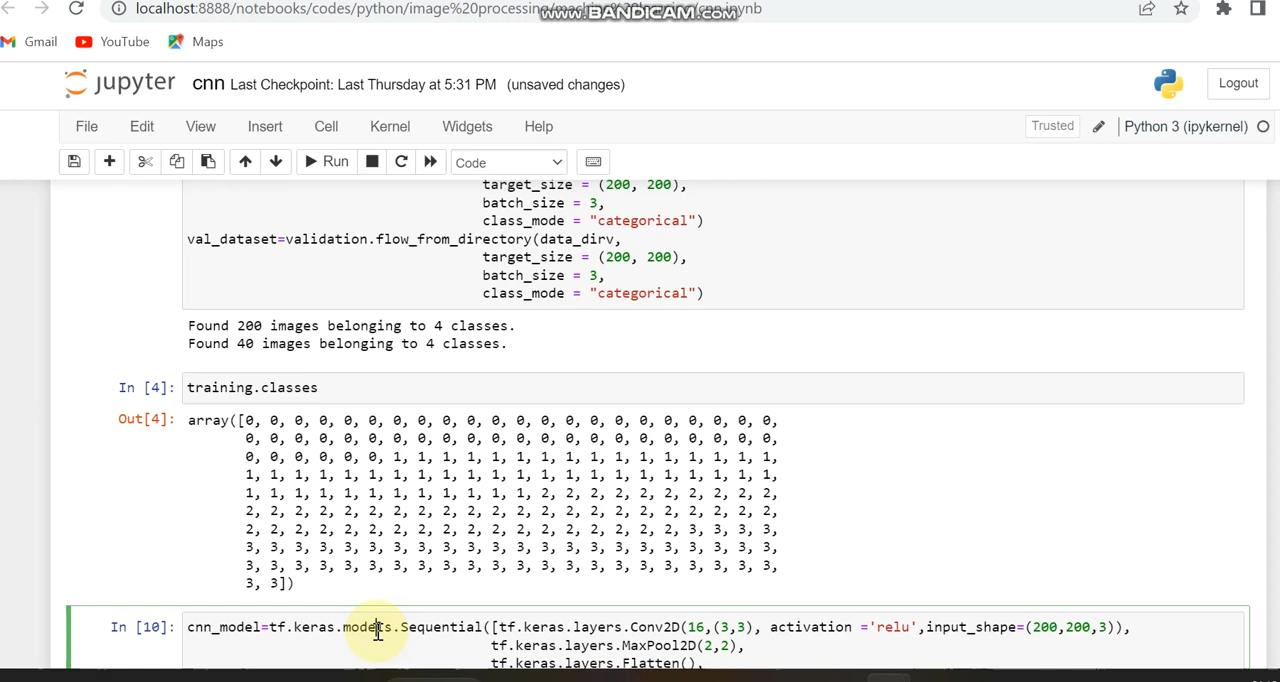 localhost:8888/notebooks/codes/python/image%20processing/
www.BANDICAM.com
Gmail YouTube Maps
jupyter cnn Last Checkpoint: Last Thursday at 5:31 PM (unsaved changes) Logout
File Edit View Insert Cell Kernel Widgets Help Trusted Python 3 (ipykernel)
Run Code
target_size = (200, 200),
batch_size = 3,
class_mode = "categorical")
val_dataset=validation.flow_from_directory(data_dirv,
target_size = (200, 200),
batch_size = 3,
class_mode = "categorical")
Found 200 images belonging to 4 classes.
Found 40 images belonging to 4 classes.
In [4]: training.classes
Out[4]: array([0, 0, 0, 0, 0, 0, 0, 0, 0, 0, 0, 0, 0, 0, 0, 0, 0, 0, 0, 0, 0, 0,
0, 0, 0, 0, 0, 0, 0, 0, 0, 0, 0, 0, 0, 0, 0, 0, 0, 0, 0, 0, 0, 0,
0, 0, 0, 0, 0, 0, 1, 1, 1, 1, 1, 1, 1, 1, 1, 1, 1, 1, 1, 1, 1, 1,
1, 1, 1, 1, 1, 1, 1, 1, 1, 1, 1, 1, 1, 1, 1, 1, 1, 1, 1, 1, 1, 1,
1, 1, 1, 1, 1, 1, 1, 1, 1, 1, 1, 1, 2, 2, 2, 2, 2, 2, 2, 2, 2, 2,
2, 2, 2, 2, 2, 2, 2, 2, 2, 2, 2, 2, 2, 2, 2, 2, 2, 2, 2, 2, 2, 2,
2, 2, 2, 2, 2, 2, 2, 2, 2, 2, 2, 2, 2, 2, 2, 2, 2, 2, 3, 3, 3, 3,
3, 3, 3, 3, 3, 3, 3, 3, 3, 3, 3, 3, 3, 3, 3, 3, 3, 3, 3, 3, 3, 3,
3, 3, 3, 3, 3, 3, 3, 3, 3, 3, 3, 3, 3, 3, 3, 3, 3, 3, 3, 3, 3, 3,
3, 3])
In [10]: cnn_model=tf.keras.models.Sequential([tf.keras.layers.Conv2D(16,(3,3), activation ='relu',input_shape=(200,200,3)),
tf.keras.layers.MaxPool2D(2,2),
tf.keras.layers.Flatten(),